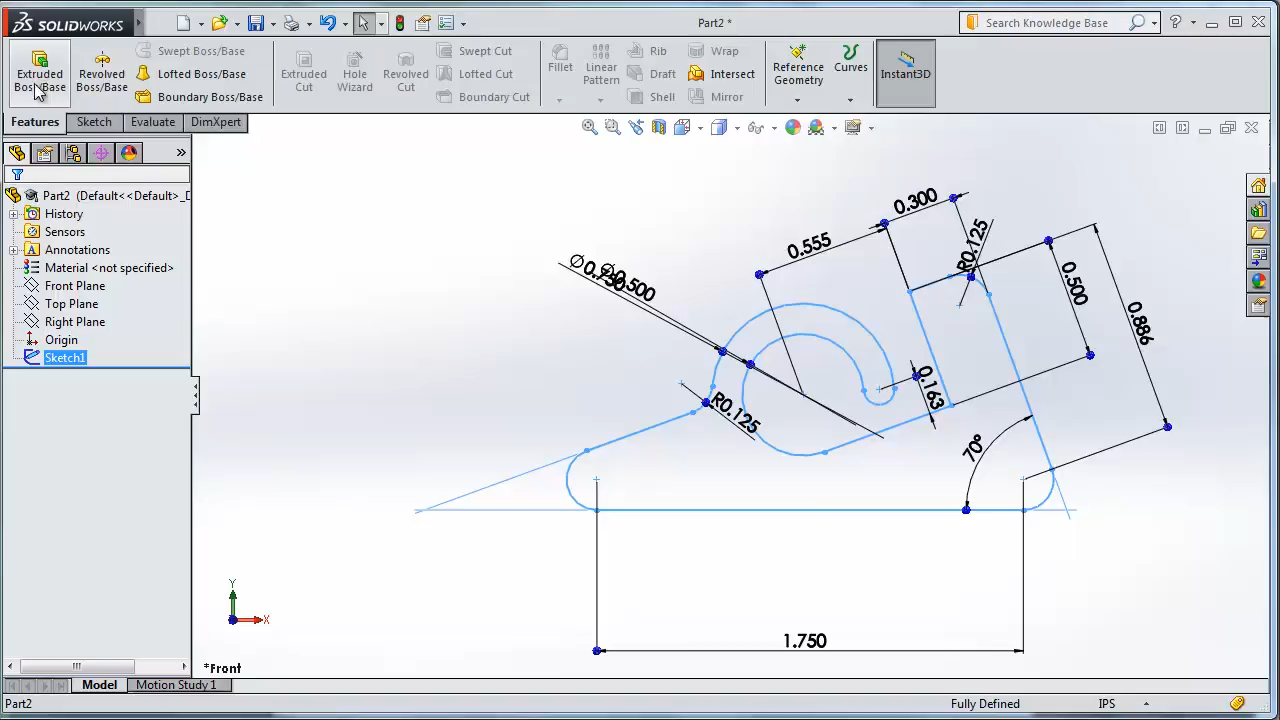 SOLIDWORKS
Part2 *
Search Knowledge Base
Extruded Boss/Base
Revolved Boss/Base
Swept Boss/Base
Lofted Boss/Base
Boundary Boss/Base
Extruded Cut
Hole Wizard
Revolved Cut
Swept Cut
Lofted Cut
Boundary Cut
Fillet
Linear Pattern
Rib
Draft
Shell
Wrap
Intersect
Mirror
Reference Geometry
Curves
Instant3D
Features
Sketch
Evaluate
DimXpert
Part2 (Default<<Default>_D
History
Sensors
Annotations
Material <not specified>
Front Plane
Top Plane
Right Plane
Origin
Sketch1
0.300
0.555
R0.125
Ø0.750
Ø0.500
0.500
0.886
0.163
R0.125
70°
1.750
Y
X
*Front
Model
Motion Study 1
Part2
Fully Defined
IPS